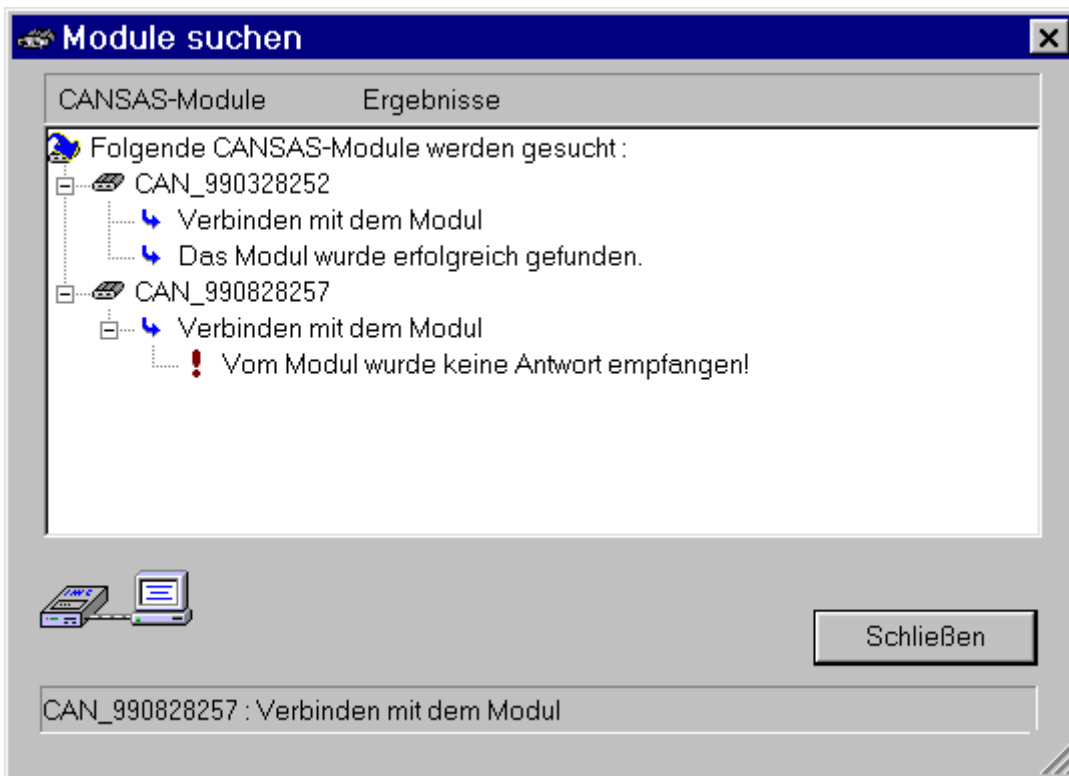 Module suchen
CANSAS-Module Ergebnisse
Folgende CANSAS-Module werden gesucht :
CAN_990328252
Verbinden mit dem Modul
Das Modul wurde erfolgreich gefunden.
CAN_990828257
Verbinden mit dem Modul
Vom Modul wurde keine Antwort empfangen!
Schließen
CAN_990828257 : Verbinden mit dem Modul